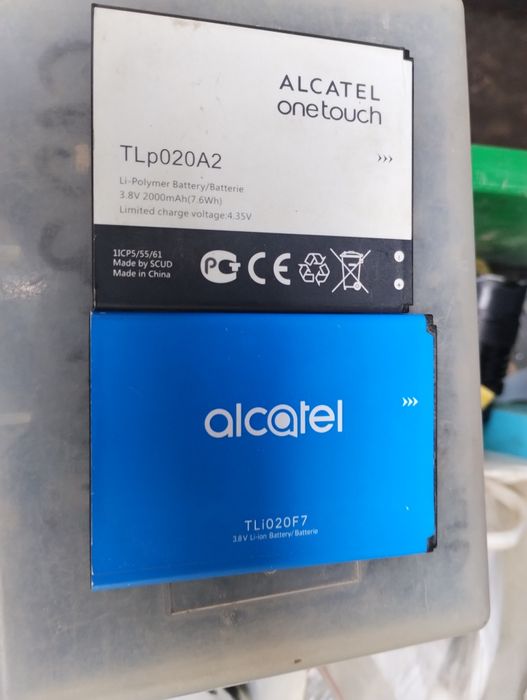 ALCATEL
onetouch
TLp020A2
Li-Polymer Battery/Batterie
3.8V 2000mAh(7.6Wh)
Limited charge voltage:4.35V
1ICP5/55/61
Made by SCUD
Made in China
alcatel
TLi020F7
3.8V Li-ion Battery/Batterie